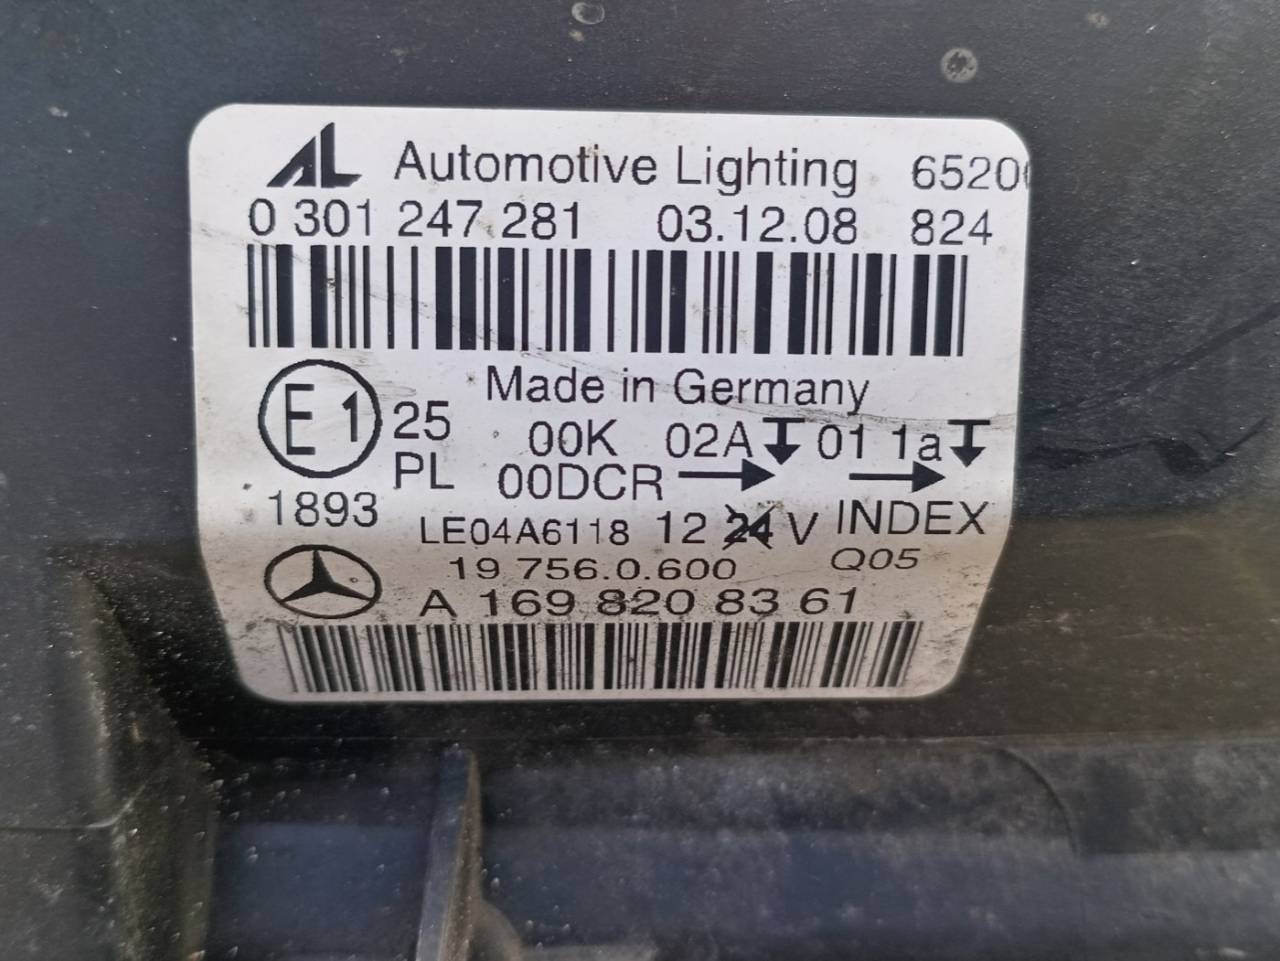 AL Automotive Lighting 6520
0 301 247 281 03.12.08 824
Made in Germany
E1 25 00K 02A 01 1a
PL 00DCR
1893 LE04A6118 12 24 V INDEX
19 756.0.600 Q05
A 169 820 83 61